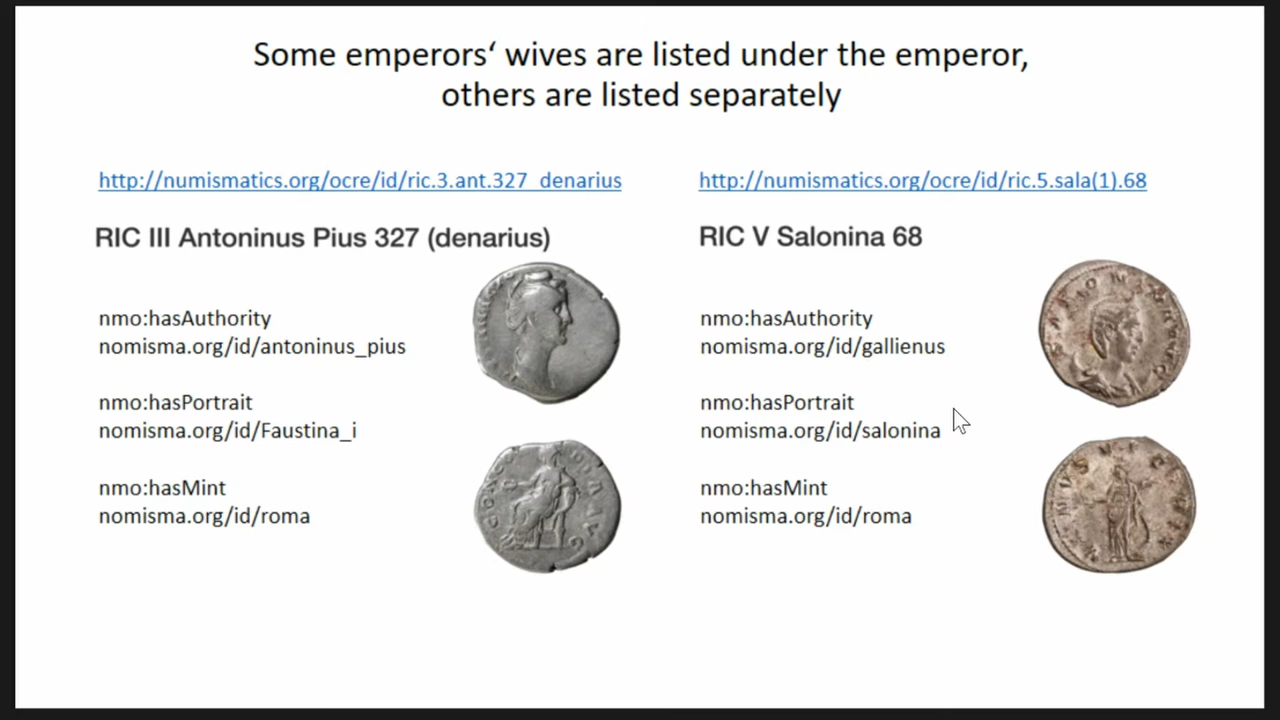 Some emperors‘ wives are listed under the emperor,
others are listed separately
http://numismatics.org/ocre/id/ric.3.ant.327_denarius
RIC III Antoninus Pius 327 (denarius)
nmo:hasAuthority
nomisma.org/id/antoninus_pius
nmo:hasPortrait
nomisma.org/id/Faustina_i
nmo:hasMint
nomisma.org/id/roma
http://numismatics.org/ocre/id/ric.5.sala(1).68
RIC V Salonina 68
nmo:hasAuthority
nomisma.org/id/gallienus
nmo:hasPortrait
nomisma.org/id/salonina
nmo:hasMint
nomisma.org/id/roma